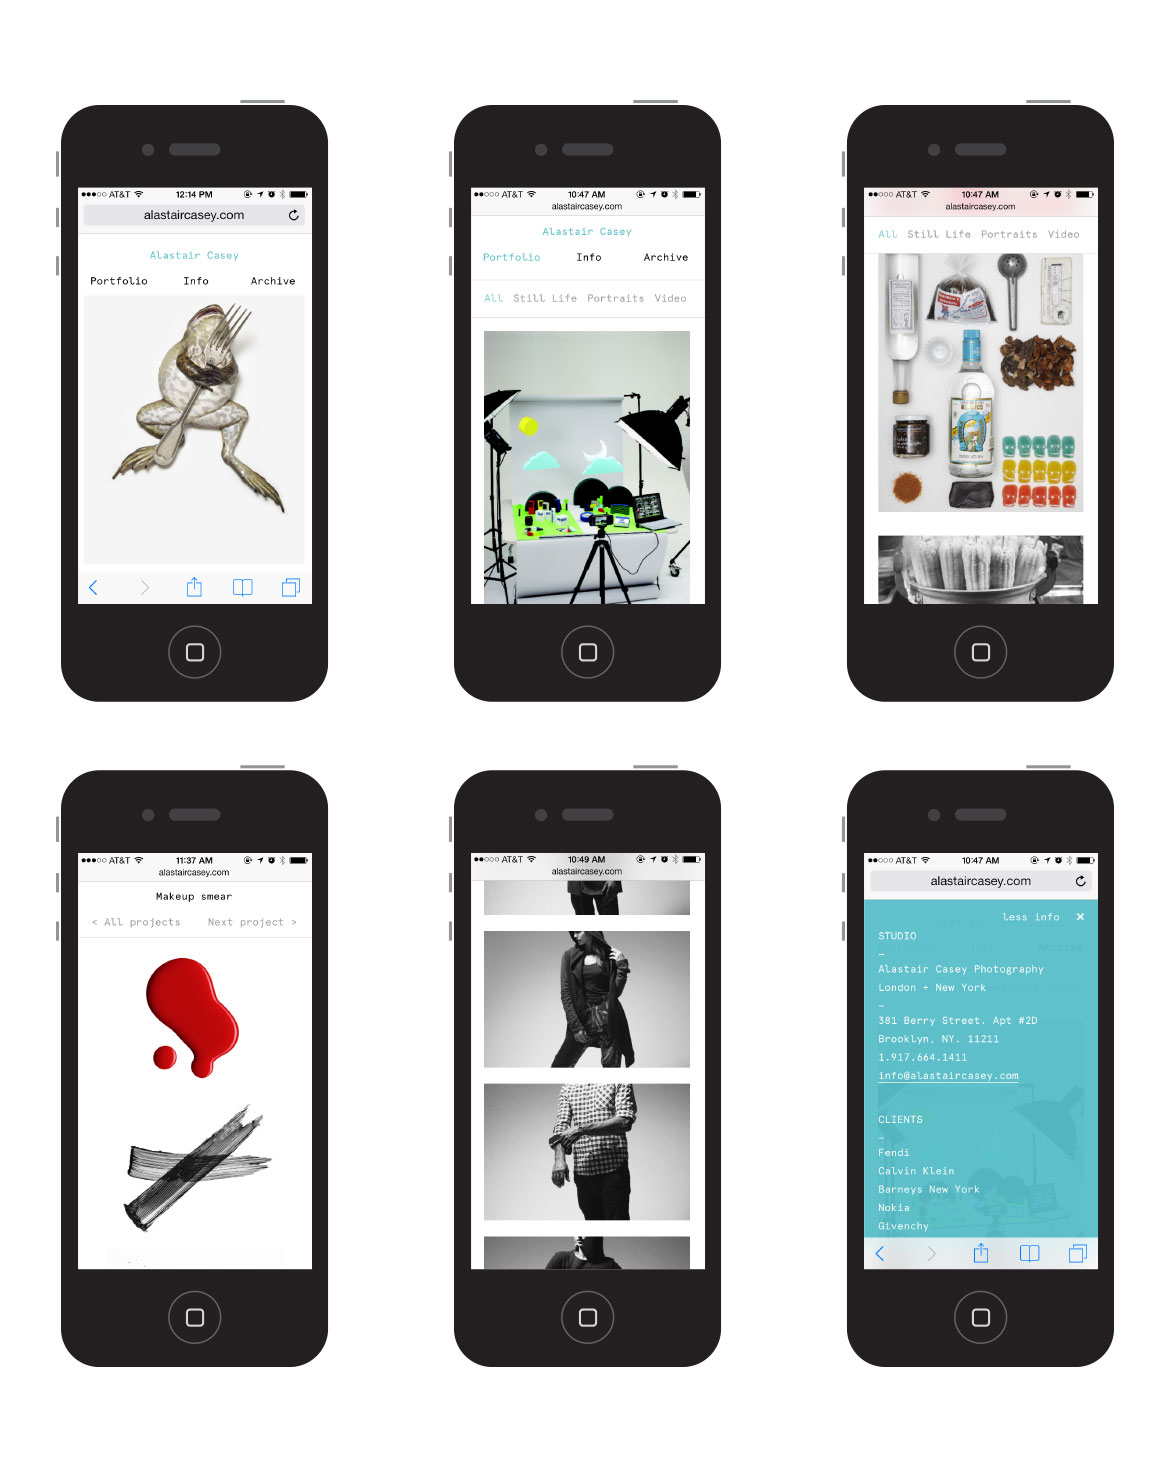 AT&T 12:14 PM
alastaircasey.com
Alastair Casey
Portfolio Info Archive
AT&T 10:47 AM
alastaircasey.com
Alastair Casey
Portfolio Info Archive
All Still Life Portraits Video
AT&T 10:47 AM
alastaircasey.com
All Still Life Portraits Video
AT&T 11:37 AM
alastaircasey.com
Makeup smear
< All projects Next project >
AT&T 10:49 AM
alastaircasey.com
AT&T 10:47 AM
alastaircasey.com
less info ×
STUDIO
–
Alastair Casey Photography
London + New York
–
381 Berry Street. Apt #2D
Brooklyn, NY. 11211
1.917.664.1411
info@alastaircasey.com
CLIENTS
–
Fendi
Calvin Klein
Barneys New York
Nokia
Givenchy